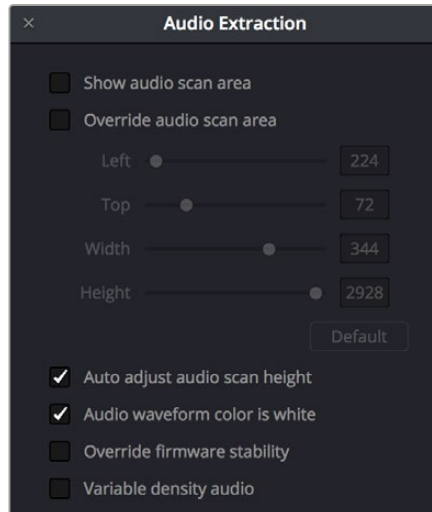 Audio Extraction
Show audio scan area
Override audio scan area
Left 224
Top 72
Width 344
Height 2928
Default
Auto adjust audio scan height
Audio waveform color is white
Override firmware stability
Variable density audio